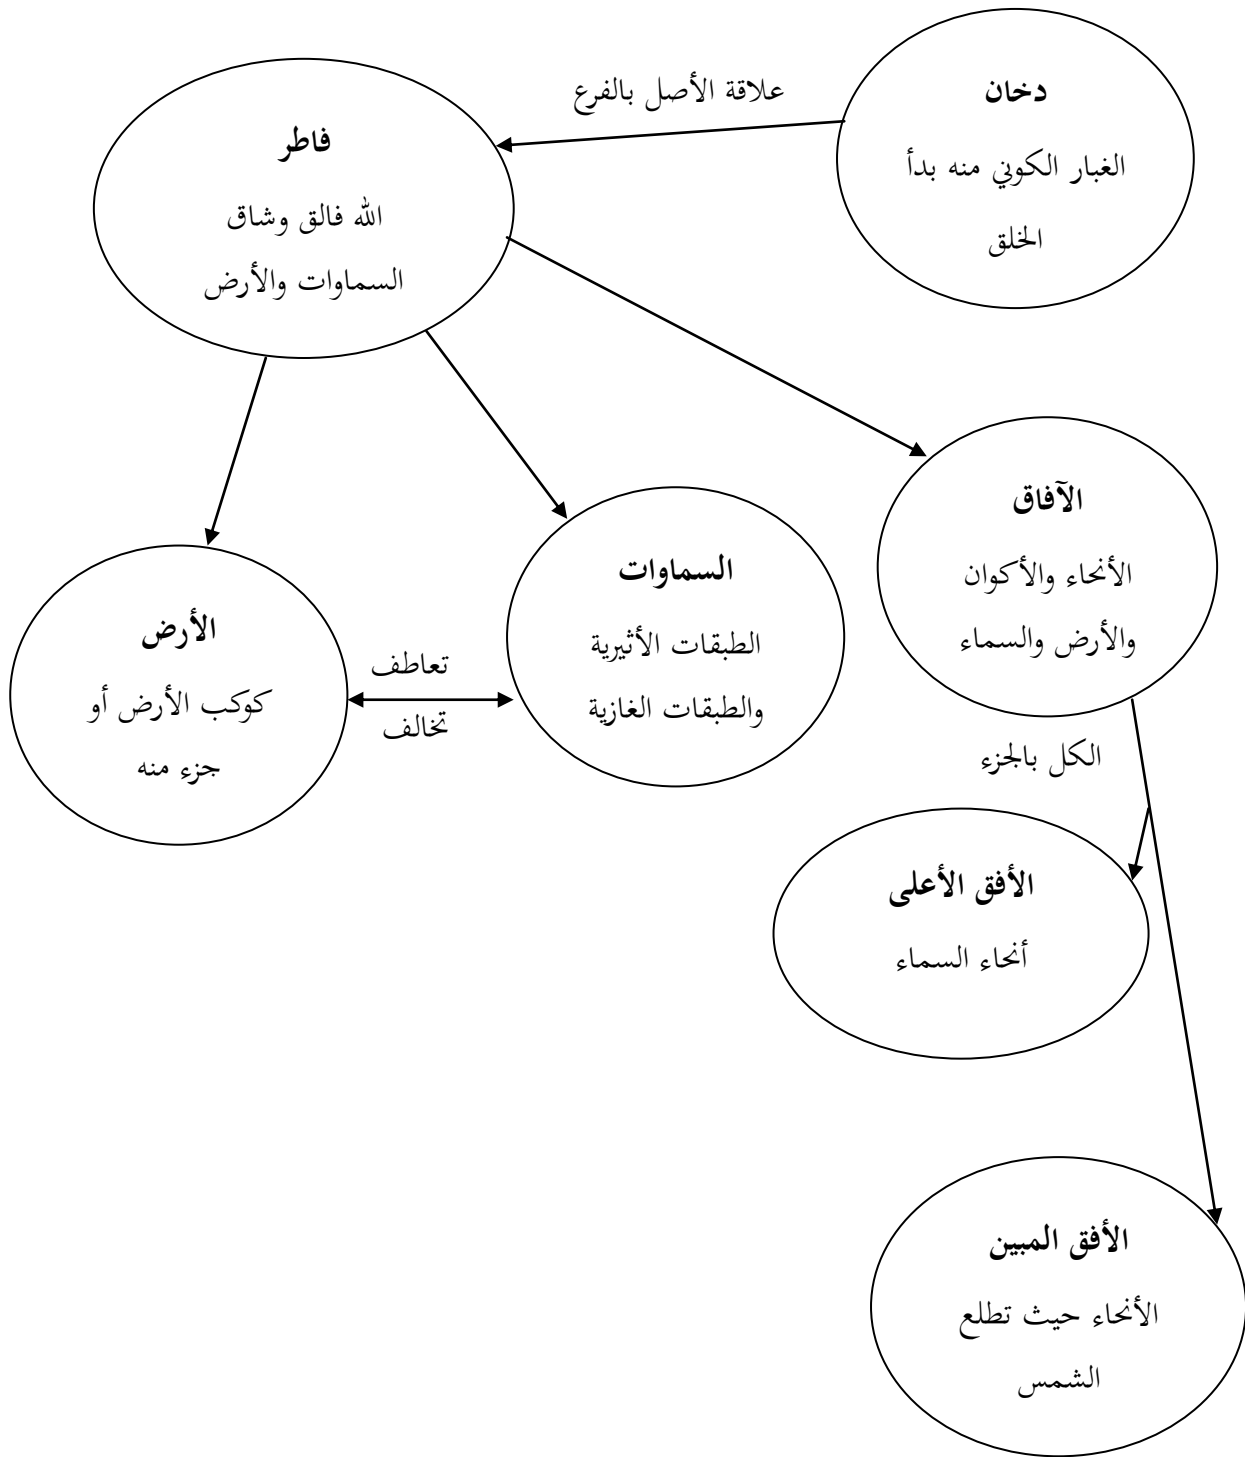 دخان
الغبار الكوني منه بدأ
الخلق
علاقة الأصل بالفرع
فاطر
الله فالق وشاق
السماوات والأرض
الآفاق
الأنحاء والأكوان
والأرض والسماء
السماوات
الطبقات الأثيرية
والطبقات الغازية
تعاطف
تخالف
الأرض
كوكب الأرض أو
جزء منه
الكل بالجزء
الأفق الأعلى
أنحاء السماء
الأفق المبين
الأنحاء حيث تطلع
الشمس